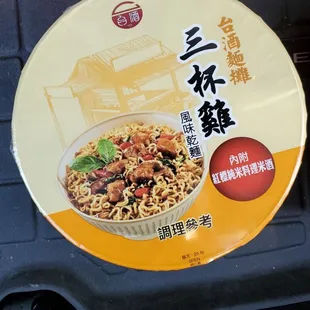 台酒
台酒麵攤
三杯雞
風味乾麵
內附
紅標純米料理米酒
調理參考